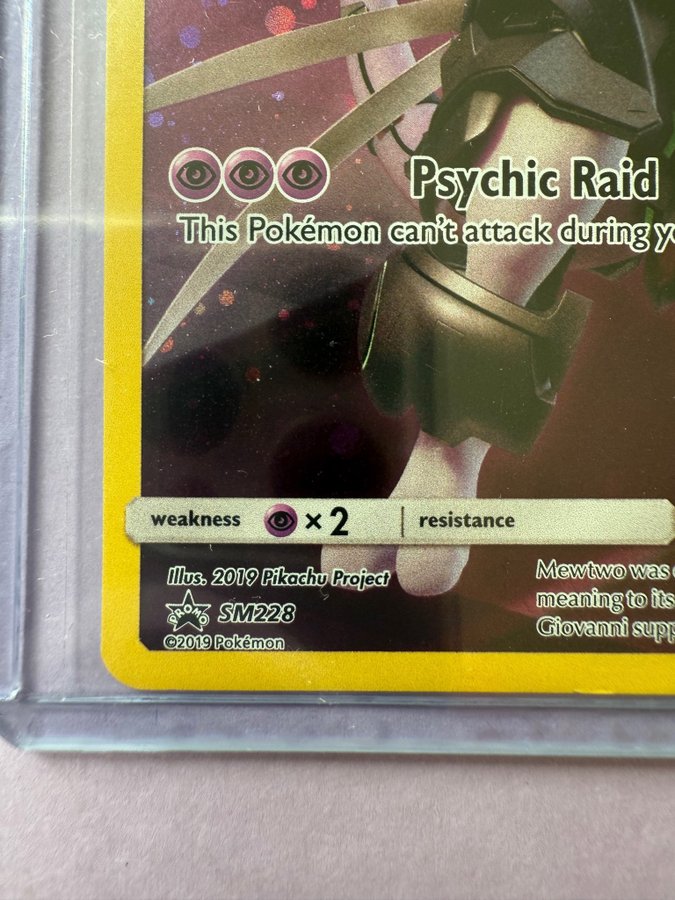 Psychic Raid
This Pokémon can't attack during
weakness × 2 resistance
Illus. 2019 Pikachu Project
PROMO SM228
©2019 Pokémon
Mewtwo was
meaning to its
Giovanni supp